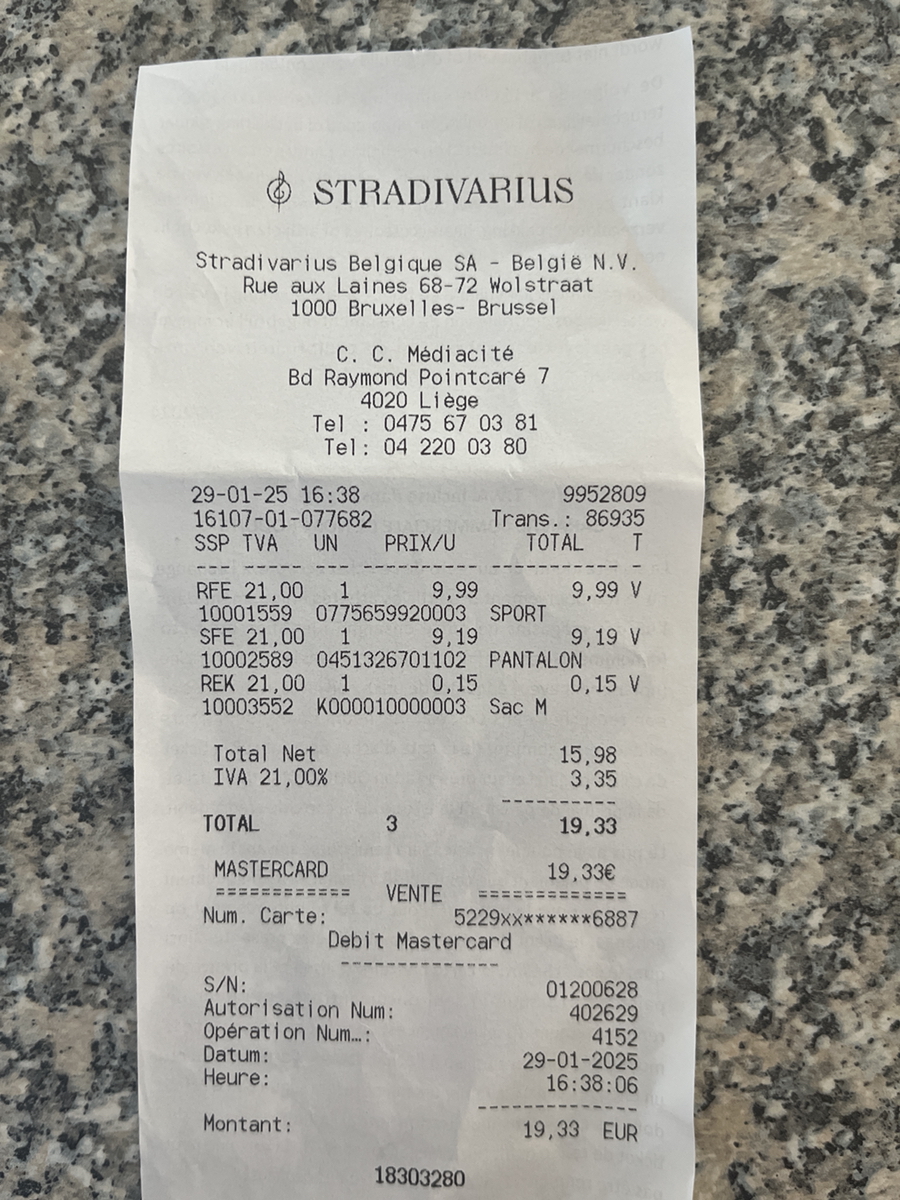 STRADIVARIUS
Stradivarius Belgique SA - België N.V.
Rue aux Laines 68-72 Wolstraat
1000 Bruxelles- Brussel
C. C. Médiacité
Bd Raymond Pointcaré 7
4020 Liège
Tel : 0475 67 03 81
Tel: 04 220 03 80
29-01-25 16:38 9952809
16107-01-077682 Trans.: 86935
SSP TVA UN PRIX/U TOTAL T
--- ----- ----- --------- ----------- -
RFE 21,00 1 9,99 9,99 V
10001559 0775659920003 SPORT
SFE 21,00 1 9,19 9,19 V
10002589 0451326701102 PANTALON
REK 21,00 1 0,15 0,15 V
10003552 K000010000003 Sac M
Total Net 15,98
IVA 21,00% 3,35
----------
TOTAL 3 19,33
MASTERCARD 19,33€
============ VENTE =============
Num. Carte: 5229xx******6887
Debit Mastercard
--------------
S/N: 01200628
Autorisation Num: 402629
Opération Num…: 4152
Datum: 29-01-2025
Heure: 16:38:06
--------------
Montant: 19,33 EUR
18303280